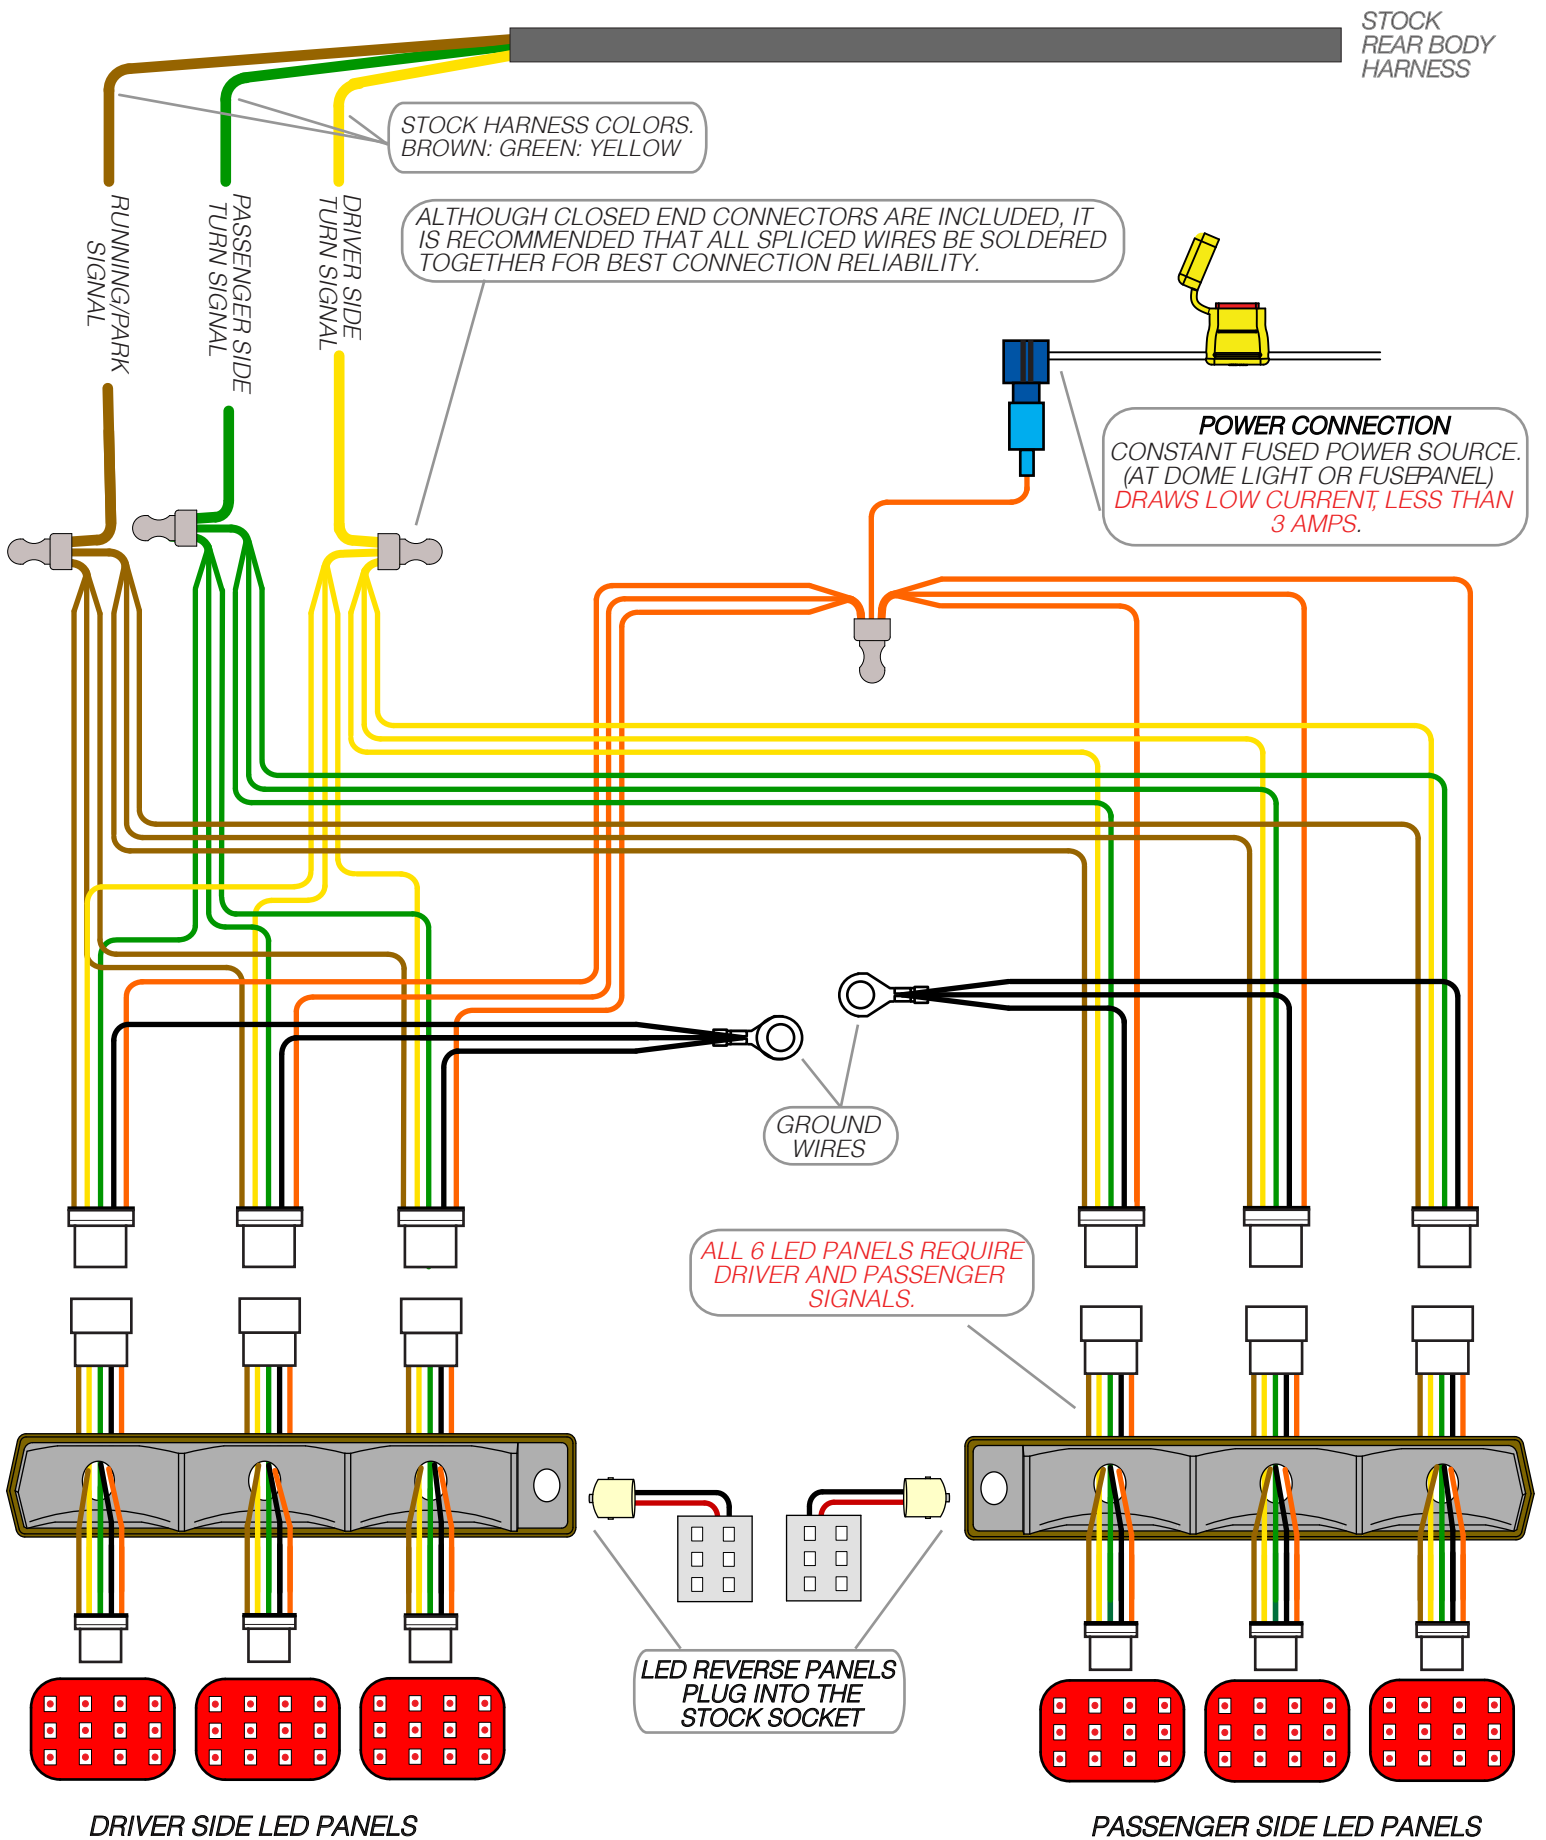 STOCK
REAR BODY
HARNESS
STOCK HARNESS COLORS.
BROWN: GREEN: YELLOW
RUNNING/PARK
SIGNAL
PASSENGER SIDE
TURN SIGNAL
DRIVER SIDE
TURN SIGNAL
ALTHOUGH CLOSED END CONNECTORS ARE INCLUDED, IT
IS RECOMMENDED THAT ALL SPLICED WIRES BE SOLDERED
TOGETHER FOR BEST CONNECTION RELIABILITY.
POWER CONNECTION
CONSTANT FUSED POWER SOURCE.
(AT DOME LIGHT OR FUSEPANEL)
DRAWS LOW CURRENT, LESS THAN
3 AMPS.
GROUND
WIRES
ALL 6 LED PANELS REQUIRE
DRIVER AND PASSENGER
SIGNALS.
LED REVERSE PANELS
PLUG INTO THE
STOCK SOCKET
DRIVER SIDE LED PANELS
PASSENGER SIDE LED PANELS